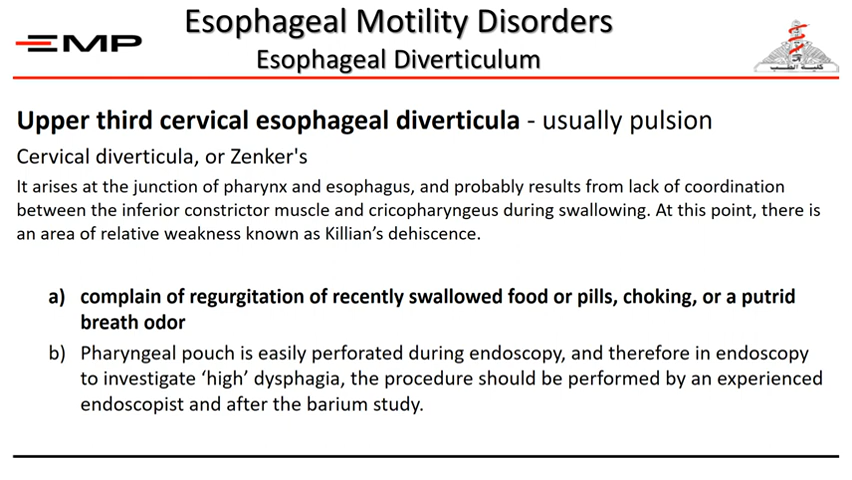 Esophageal Motility Disorders
EMP
Esophageal Diverticulum
كلية الطب
Upper third cervical esophageal diverticula - usually pulsion
Cervical diverticula, or Zenker's
It arises at the junction of pharynx and esophagus, and probably results from lack of coordination
between the inferior constrictor muscle and cricopharyngeus during swallowing. At this point, there is
an area of relative weakness known as Killian’s dehiscence.
a) complain of regurgitation of recently swallowed food or pills, choking, or a putrid
breath odor
b) Pharyngeal pouch is easily perforated during endoscopy, and therefore in endoscopy
to investigate ‘high’ dysphagia, the procedure should be performed by an experienced
endoscopist and after the barium study.